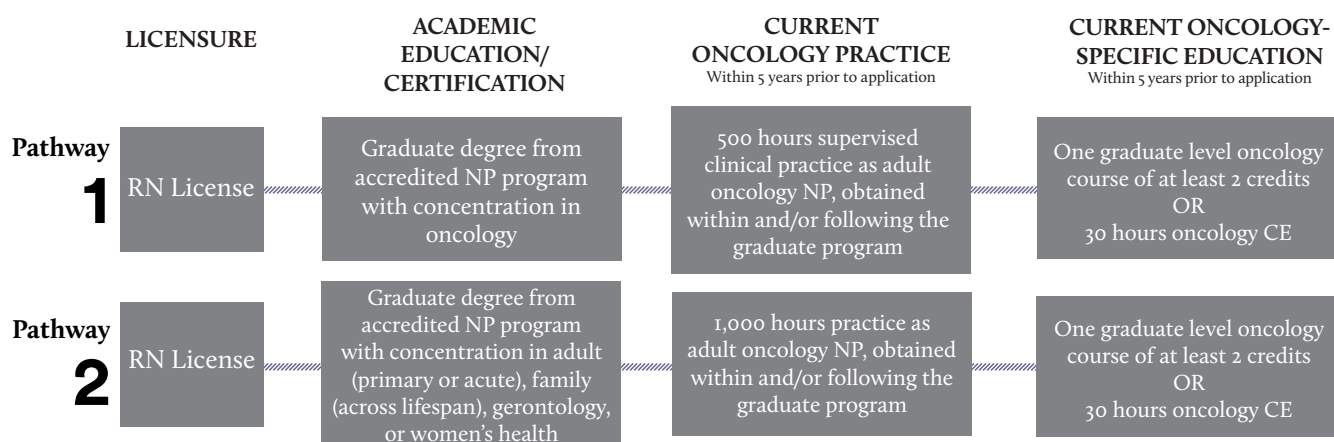 LICENSURE
ACADEMIC
EDUCATION/
CERTIFICATION
CURRENT
ONCOLOGY PRACTICE
Within 5 years prior to application
CURRENT ONCOLOGY-
SPECIFIC EDUCATION
Within 5 years prior to application
Pathway
1
RN License
Graduate degree from
accredited NP program
with concentration in
oncology
500 hours supervised
clinical practice as adult
oncology NP, obtained
within and/or following the
graduate program
One graduate level oncology
course of at least 2 credits
OR
30 hours oncology CE
Pathway
2
RN License
Graduate degree from
accredited NP program
with concentration in adult
(primary or acute), family
(across lifespan), gerontology,
or women's health
1,000 hours practice as
adult oncology NP, obtained
within and/or following the
graduate program
One graduate level oncology
course of at least 2 credits
OR
30 hours oncology CE